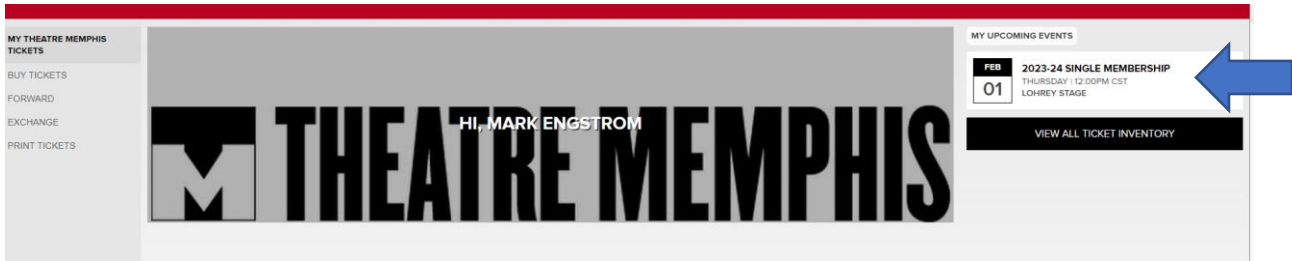 MY THEATRE MEMPHIS
TICKETS
BUY TICKETS
FORWARD
EXCHANGE
PRINT TICKETS
THEATRE MEMPHIS
HI, MARK ENGSTROM
MY UPCOMING EVENTS
FEB
01
2023-24 SINGLE MEMBERSHIP
THURSDAY | 12:00PM CST
LOHREY STAGE
VIEW ALL TICKET INVENTORY